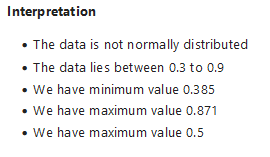 Interpretation
• The data is not normally distributed
• The data lies between 0.3 to 0.9
• We have minimum value 0.385
• We have maximum value 0.871
• We have maximum value 0.5